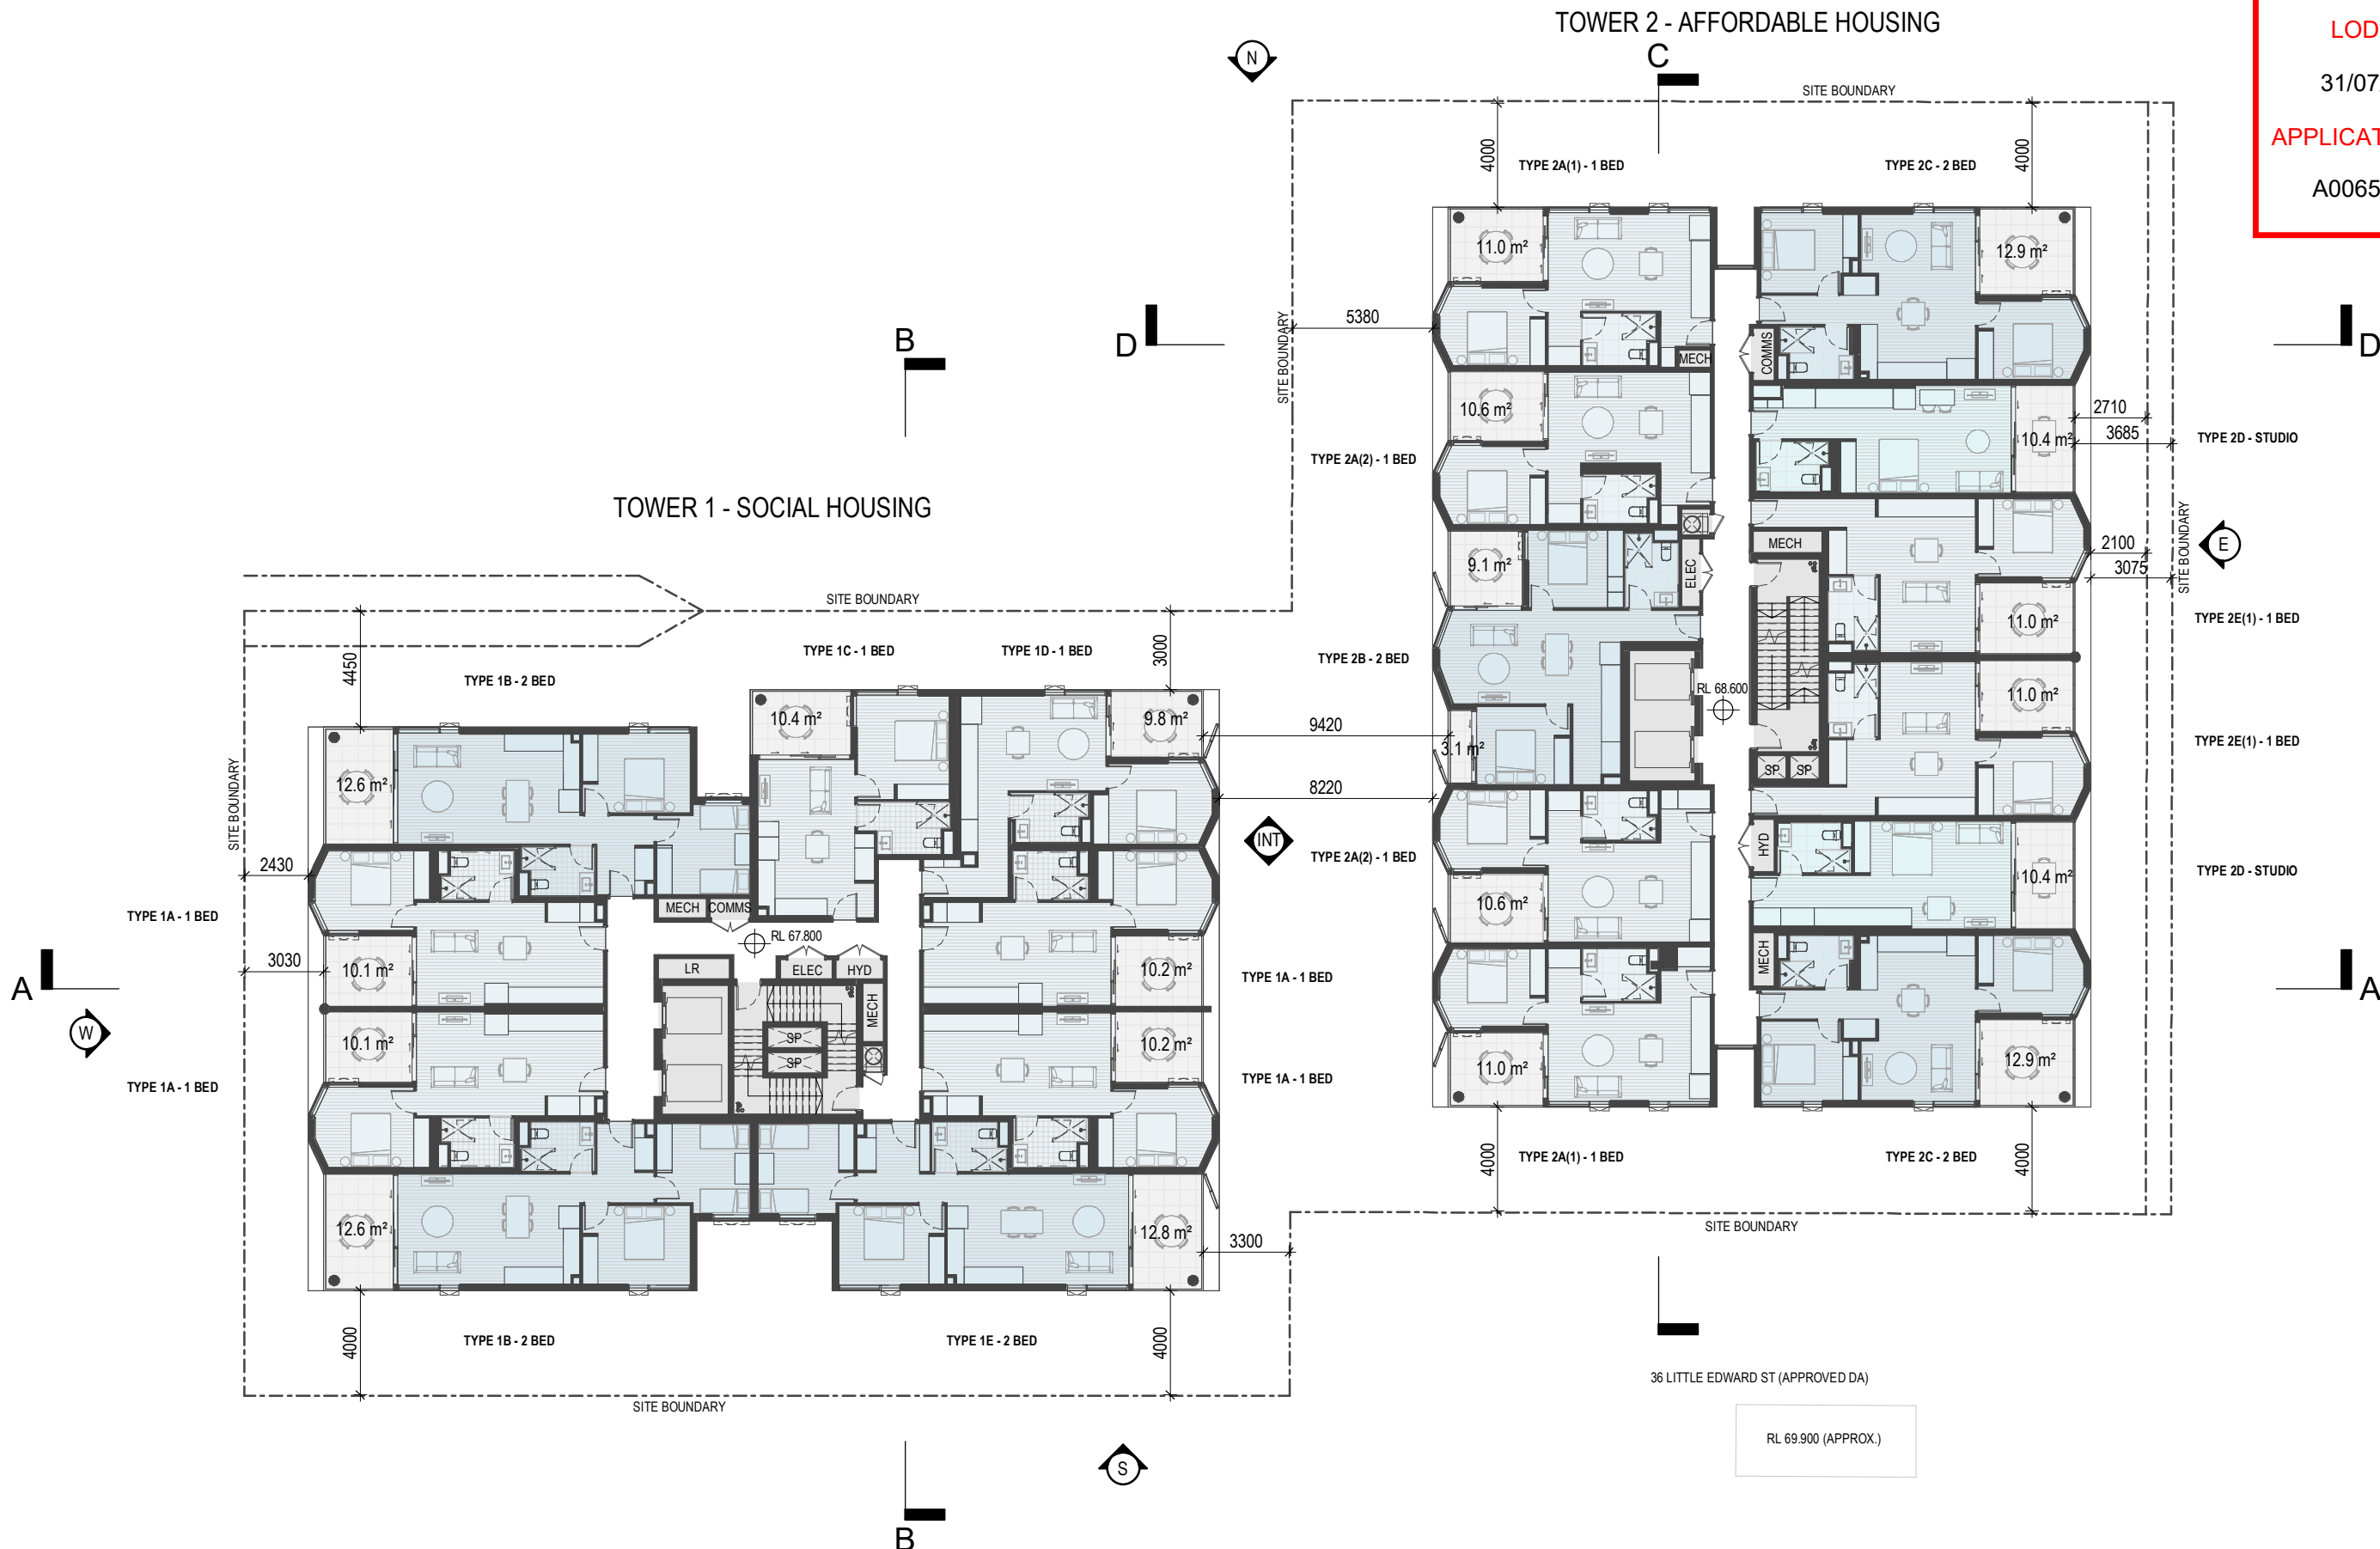 TOWER 2 - AFFORDABLE HOUSING
LOD
31/07
APPLICAT
A0065
N
C
SITE BOUNDARY
4000
4000
TYPE 2A(1) - 1 BED
TYPE 2C - 2 BED
11.0 m²
12.9 m²
B
D
D
SITE BOUNDARY
5380
MECH
COMMS
10.6 m²
2710
3685
10.4 m²
TYPE 2D - STUDIO
TYPE 2A(2) - 1 BED
TOWER 1 - SOCIAL HOUSING
MECH
2100
E
3075
SITE BOUNDARY
9.1 m²
ELEC
SITE BOUNDARY
11.0 m²
TYPE 2E(1) - 1 BED
4450
TYPE 1C - 1 BED
TYPE 1D - 1 BED
3000
TYPE 2B - 2 BED
TYPE 1B - 2 BED
RL 68.600
11.0 m²
10.4 m²
9.8 m²
9420
3.1 m²
TYPE 2E(1) - 1 BED
SP
SP
SITE BOUNDARY
12.6 m²
8220
INT
HYD
TYPE 2A(2) - 1 BED
2430
10.4 m²
TYPE 2D - STUDIO
TYPE 1A - 1 BED
MECH
COMMS
10.6 m²
RL 67.800
MECH
3030
10.1 m²
LR
ELEC
HYD
10.2 m²
TYPE 1A - 1 BED
A
A
W
MECH
SP
SP
10.1 m²
10.2 m²
11.0 m²
12.9 m²
TYPE 1A - 1 BED
TYPE 1A - 1 BED
4000
TYPE 2A(1) - 1 BED
TYPE 2C - 2 BED
4000
12.6 m²
12.8 m²
3300
SITE BOUNDARY
4000
TYPE 1B - 2 BED
TYPE 1E - 2 BED
4000
36 LITTLE EDWARD ST (APPROVED DA)
SITE BOUNDARY
RL 69.900 (APPROX.)
S
B